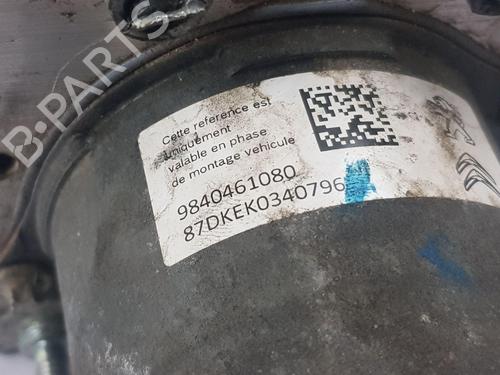 B-PARTS
Cette reference est
uniquement
valable en phase
de montage vehicule
9840461080
87DKEK0340796